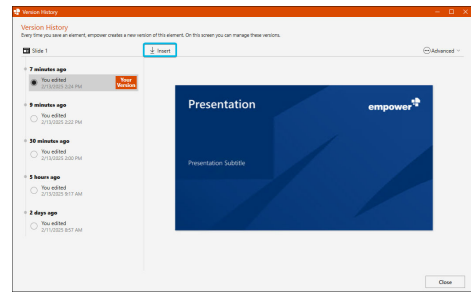 Version History
Version History
Every time you save an element, empower creates a new version of this element. On this screen you can manage these versions.
Slide 1
Insert
Advanced
7 minutes ago
You edited
2/13/2025 2:24 PM
Your
Version
9 minutes ago
You edited
2/13/2025 2:22 PM
30 minutes ago
You edited
2/13/2025 2:00 PM
5 hours ago
You edited
2/13/2025 9:17 AM
2 days ago
You edited
2/11/2025 8:57 AM
Presentation
empower
Presentation Subtitle
Close